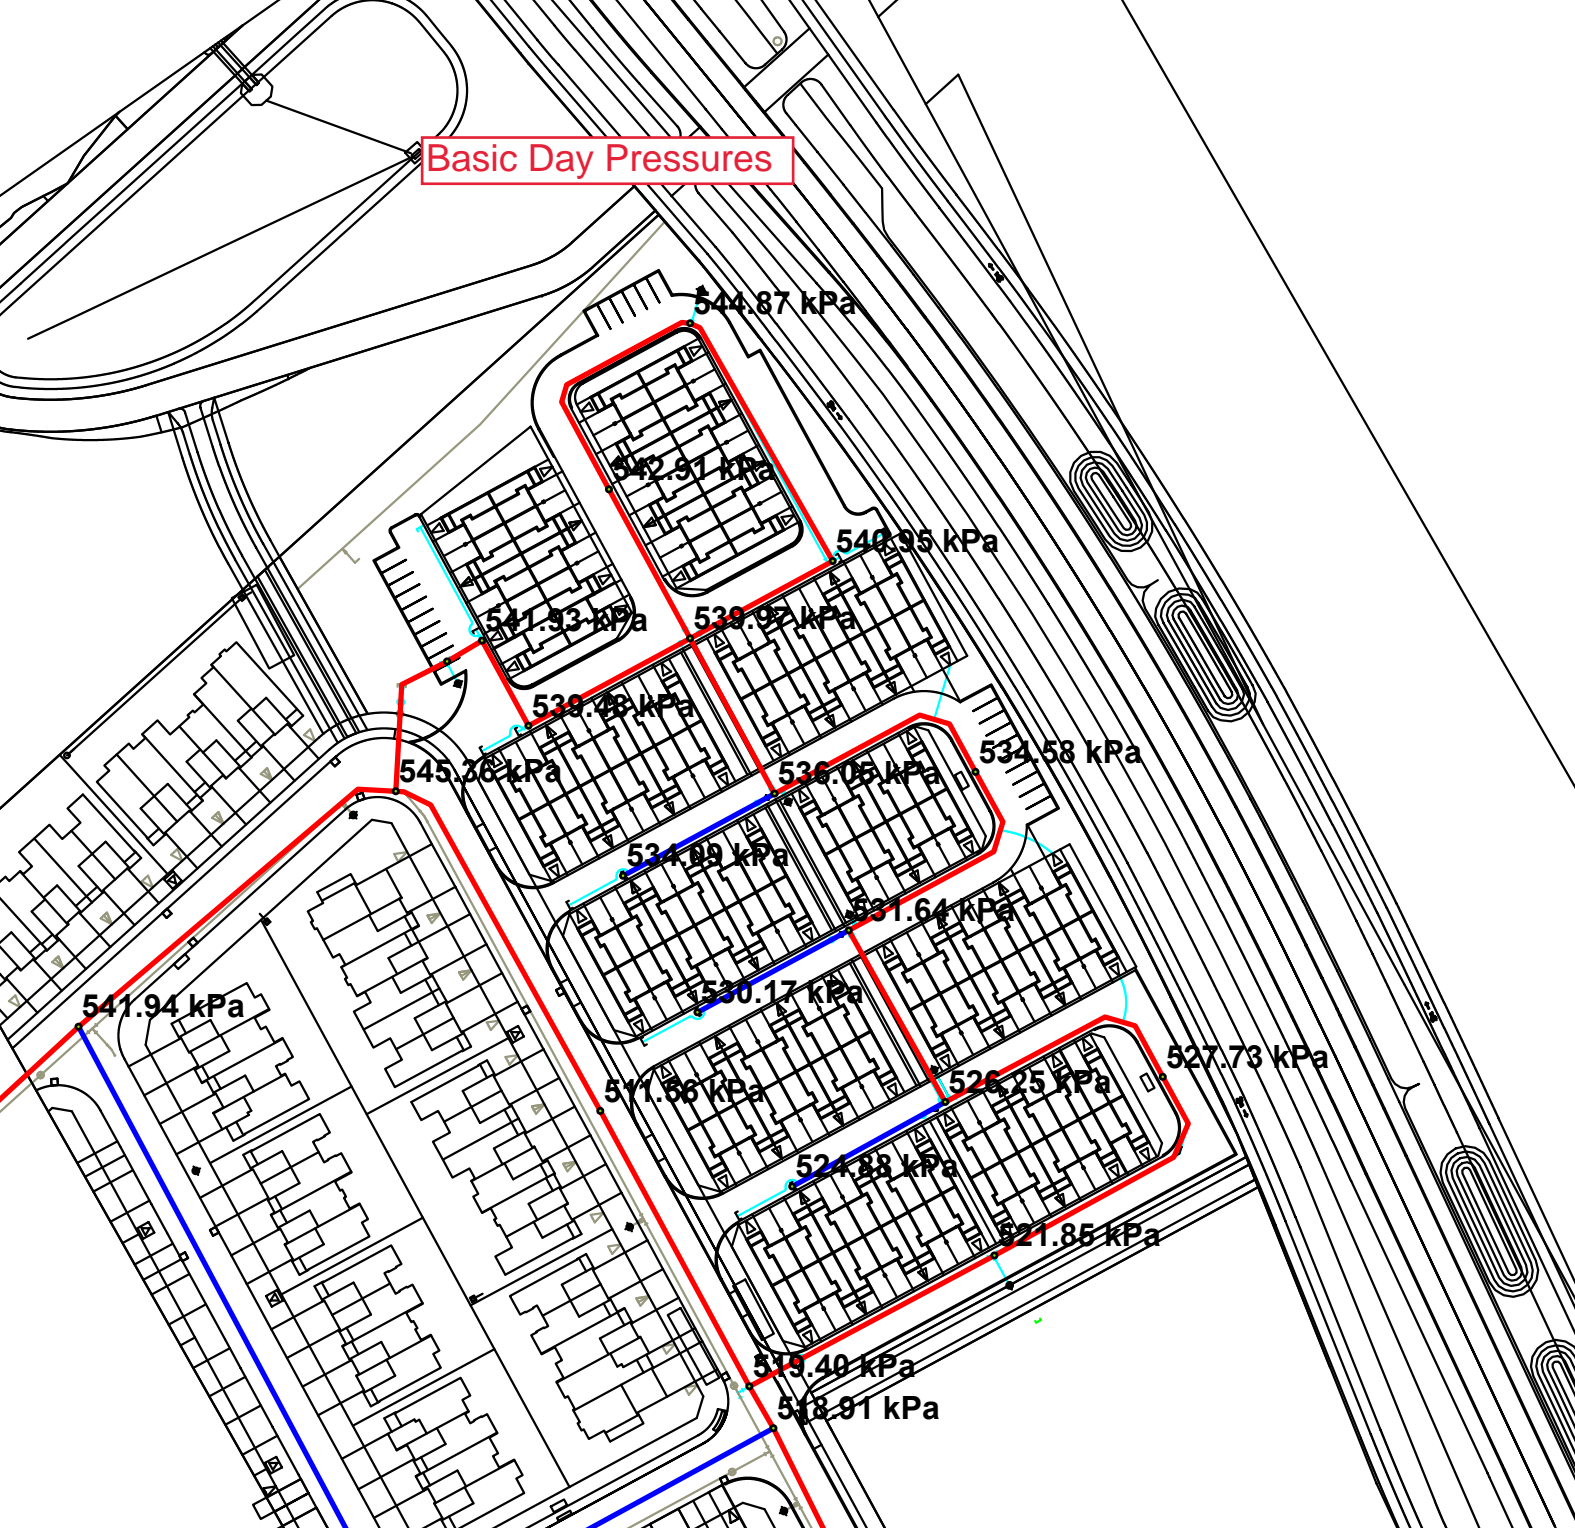 Basic Day Pressures
544.87 kPa
542.91 kPa
540.95 kPa
541.93 kPa
539.97 kPa
539.48 kPa
545.36 kPa
536.05 kPa
534.58 kPa
534.09 kPa
531.64 kPa
530.17 kPa
541.94 kPa
511.56 kPa
526.25 kPa
527.73 kPa
524.88 kPa
521.85 kPa
519.40 kPa
518.91 kPa